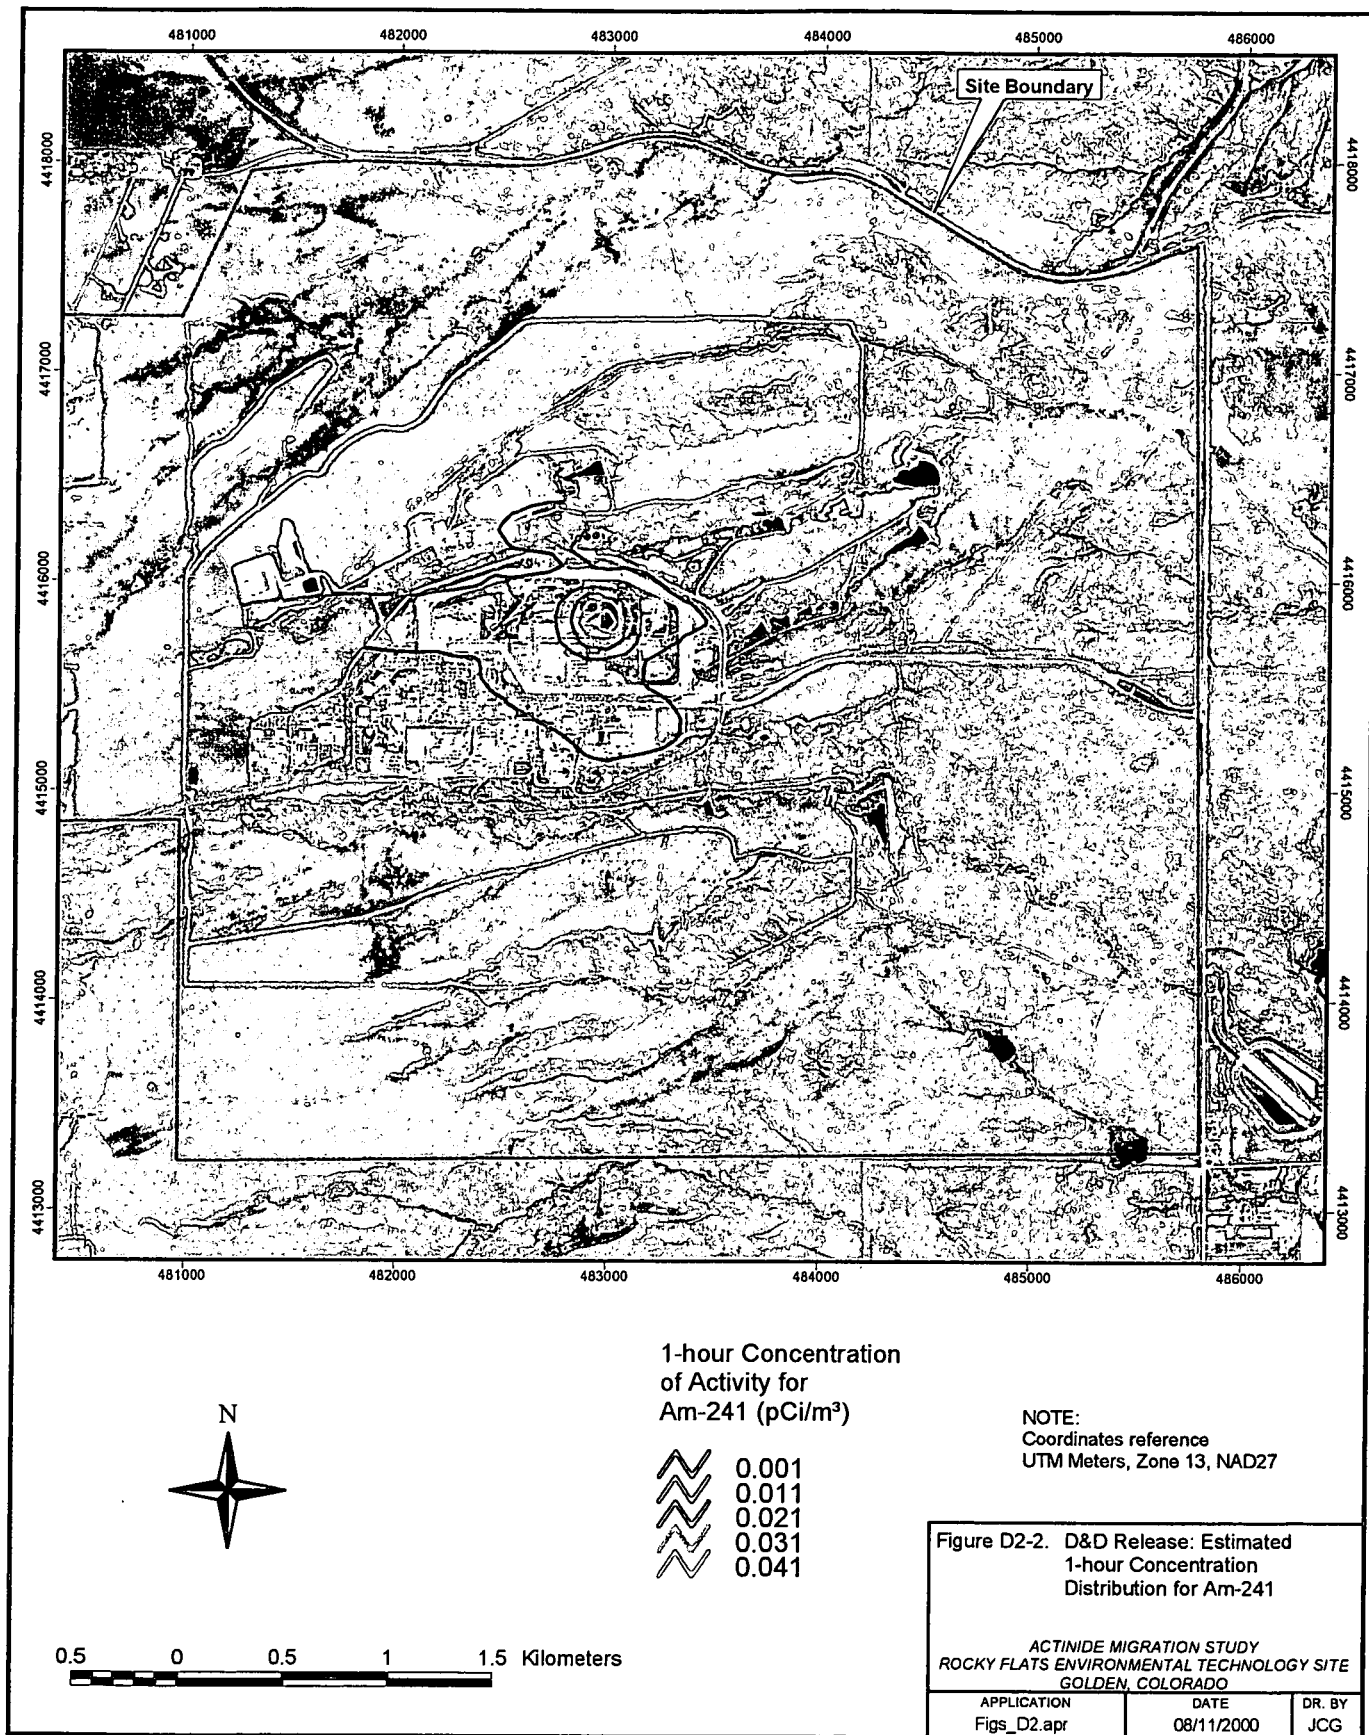 481000 482000 483000 484000 485000 486000
Site Boundary
4418000 4418000
4417000 4417000
4416000 4416000
4415000 4415000
4414000 4414000
4413000 4413000
481000 482000 483000 484000 485000 486000
1-hour Concentration
of Activity for
Am-241 (pCi/m³)
0.001
0.011
0.021
0.031
0.041
N
NOTE:
Coordinates reference
UTM Meters, Zone 13, NAD27
0.5 0 0.5 1 1.5 Kilometers
Figure D2-2. D&D Release: Estimated
1-hour Concentration
Distribution for Am-241
ACTINIDE MIGRATION STUDY
ROCKY FLATS ENVIRONMENTAL TECHNOLOGY SITE
GOLDEN, COLORADO
APPLICATION DATE DR. BY
Figs_D2.apr 08/11/2000 JCG